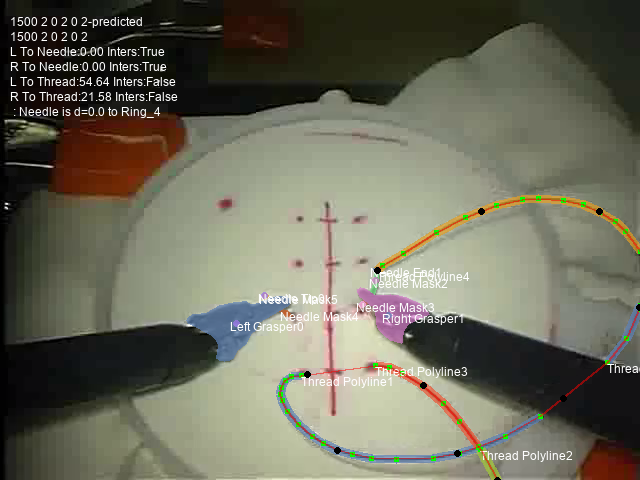 1500 2 0 2 0 2-predicted
1500 2 0 2 0 2
L To Needle:0.00 Inters:True
R To Needle:0.00 Inters:True
L To Thread:54.64 Inters:False
R To Thread:21.58 Inters:False
: Needle is d=0.0 to Ring_4
Needle End1
Thread Polyline4
Needle Mask2
Needle Mask3
Needle Mask4
Left Grasper0
Right Grasper1
Thread Polyline3
Thread Polyline1
Thread Polyline2